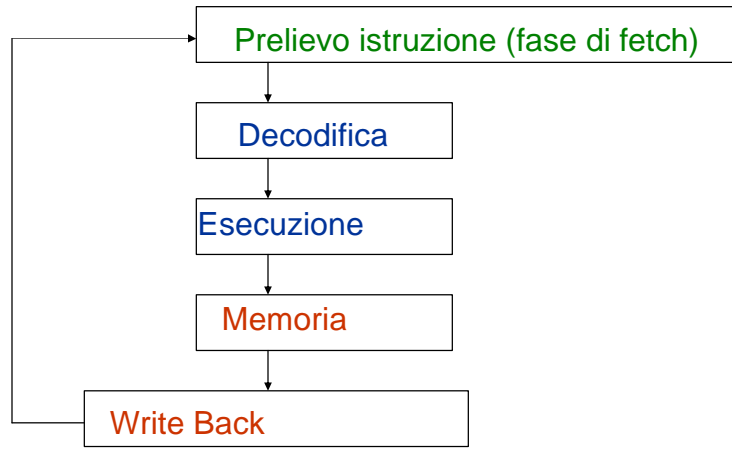 Prelievo istruzione (fase di fetch)
Decodifica
Esecuzione
Memoria
Write Back